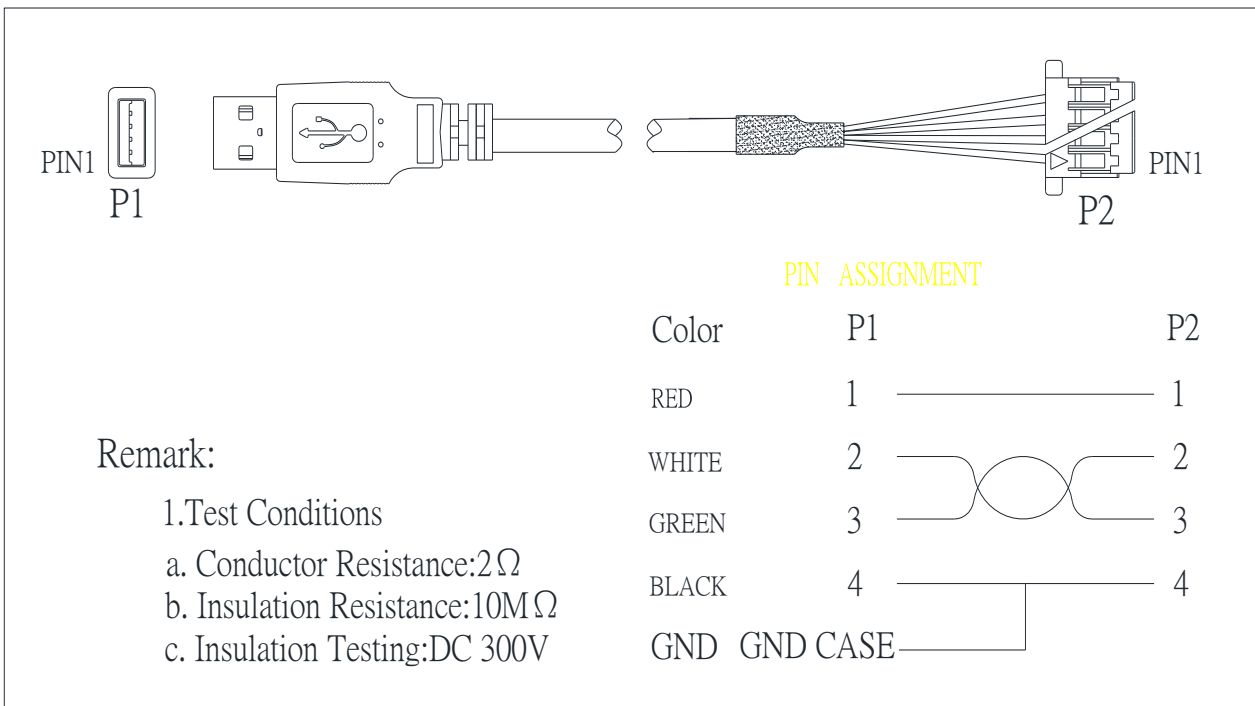 PIN1
P1
PIN1
P2
PIN ASSIGNMENT
Color P1 P2
RED 1 1
WHITE 2 2
GREEN 3 3
BLACK 4 4
GND GND CASE
Remark:
1.Test Conditions
a. Conductor Resistance:2Ω
b. Insulation Resistance:10MΩ
c. Insulation Testing:DC 300V